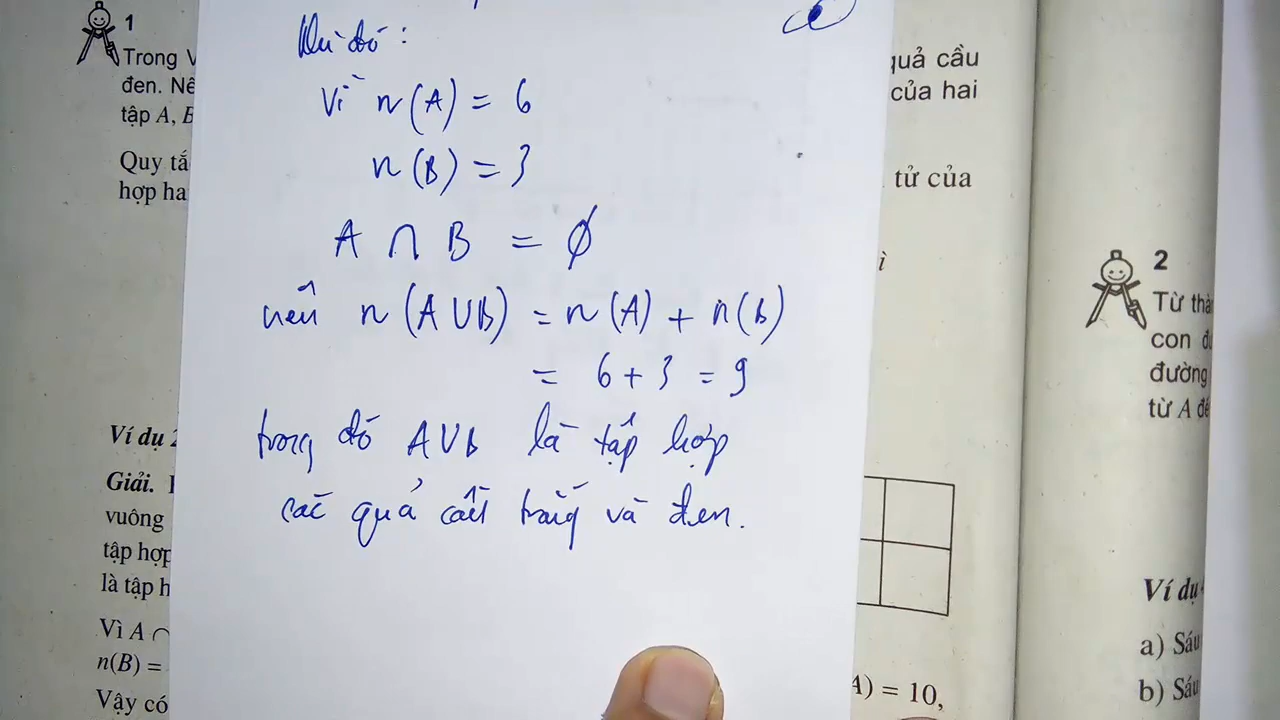 1
Trong V
đen. Nê
tập A, B
Quy tắ
hợp ha
Ví dụ 2
Giải.
vuông
tập hợp
là tập h
Vì A ∩
n(B) =
Vậy có
Khi đó :
Vì n(A) = 6
n(B) = 3
A ∩ B = ∅
nên n(A∪B) = n(A) + n(B)
= 6 + 3 = 9
trong đó A∪B là tập hợp
các quả cầu trắng và đen.
quả cầu
của hai
tử của
ì
A) = 10,
2
Từ thà
con đư
đường
từ A đế
Ví dụ
a) Sáu
b) Sáu